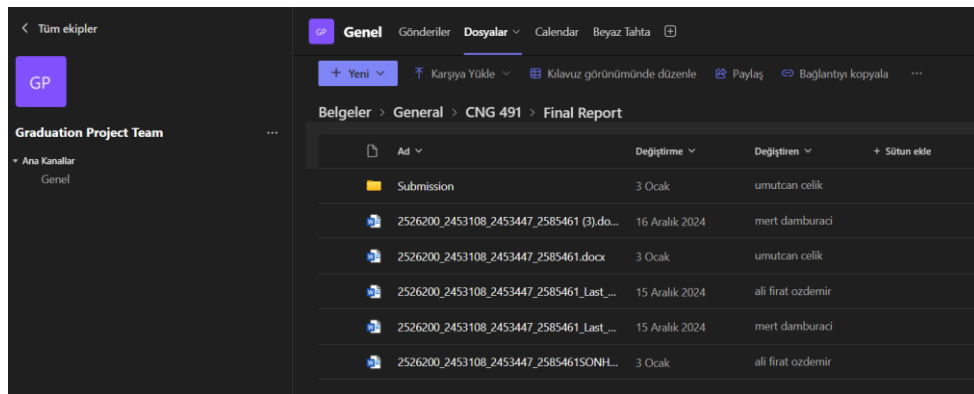 Tüm ekipler
GP
Graduation Project Team
Ana Kanallar
Genel
GP Genel Gönderiler Dosyalar Calendar Beyaz Tahta
+ Yeni Karşıya Yükle Kılavuz görünümünde düzenle Paylaş Bağlantıyı kopyala ...
Belgeler > General > CNG 491 > Final Report
Ad Değiştirme Değiştiren + Sütun ekle
Submission 3 Ocak umutcan celik
2526200_2453108_2453447_2585461 (3).do... 16 Aralık 2024 mert damburaci
2526200_2453108_2453447_2585461.docx 3 Ocak umutcan celik
2526200_2453108_2453447_2585461_Last_... 15 Aralık 2024 ali firat ozdemir
2526200_2453108_2453447_2585461_Last_... 15 Aralık 2024 mert damburaci
2526200_2453108_2453447_2585461SONH... 3 Ocak ali firat ozdemir